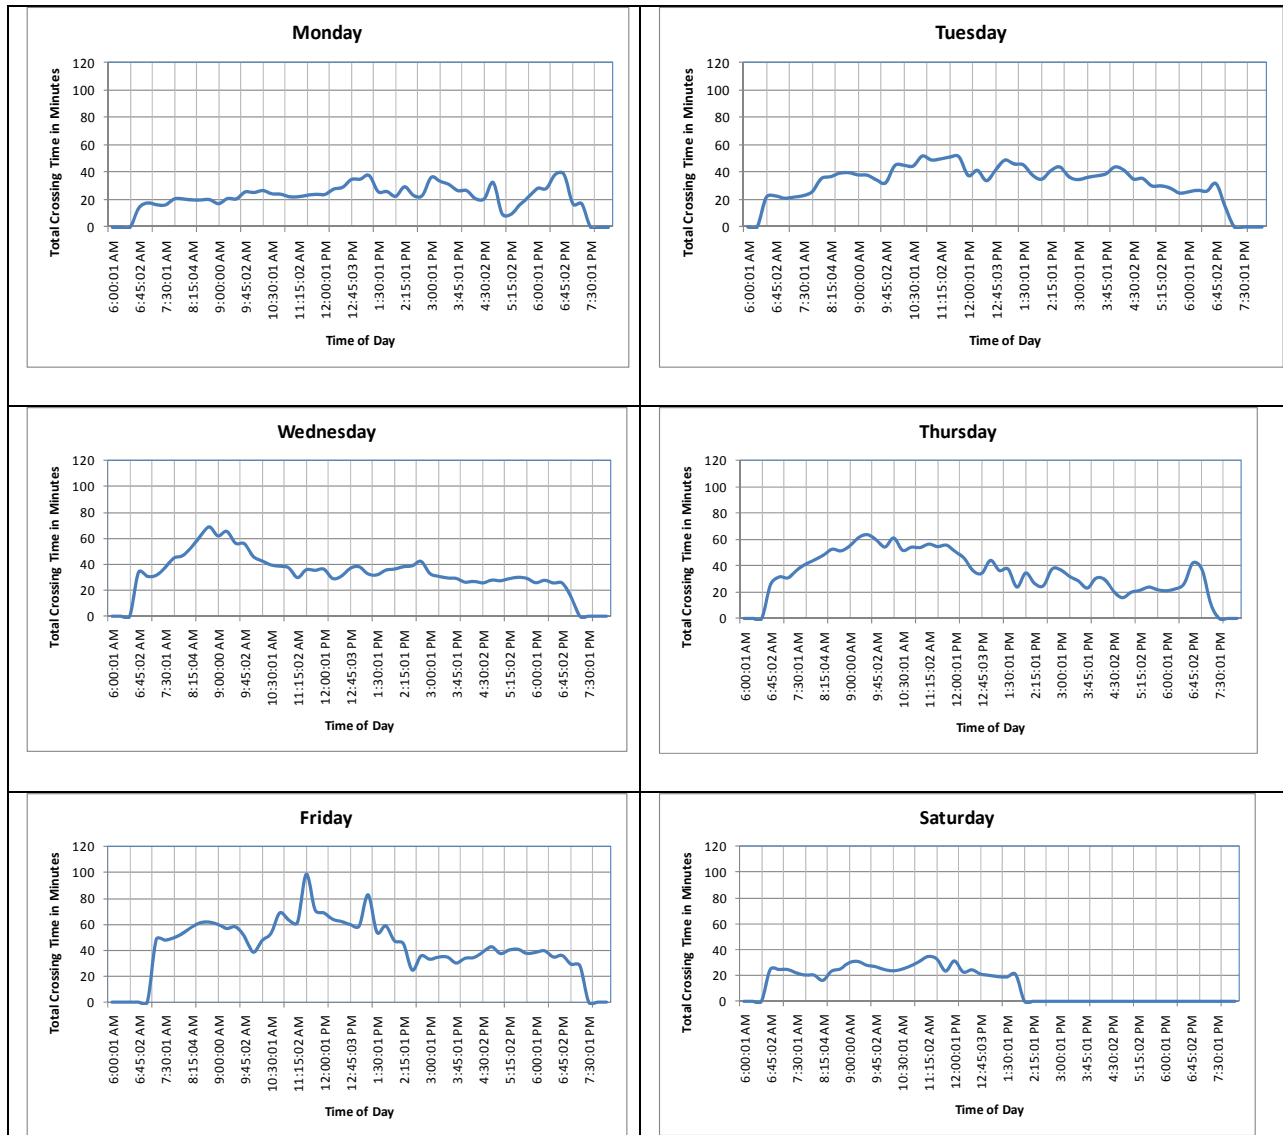 Monday
Total Crossing Time in Minutes
120
100
80
60
40
20
0
6:00:01 AM
6:45:02 AM
7:30:01 AM
8:15:04 AM
9:00:00 AM
9:45:02 AM
10:30:01 AM
11:15:02 AM
12:00:01 PM
12:45:03 PM
1:30:01 PM
2:15:01 PM
3:00:01 PM
3:45:01 PM
4:30:02 PM
5:15:02 PM
6:00:01 PM
6:45:02 PM
7:30:01 PM
Time of Day
Tuesday
Total Crossing Time in Minutes
120
100
80
60
40
20
0
6:00:01 AM
6:45:02 AM
7:30:01 AM
8:15:04 AM
9:00:00 AM
9:45:02 AM
10:30:01 AM
11:15:02 AM
12:00:01 PM
12:45:03 PM
1:30:01 PM
2:15:01 PM
3:00:01 PM
3:45:01 PM
4:30:02 PM
5:15:02 PM
6:00:01 PM
6:45:02 PM
7:30:01 PM
Time of Day
Wednesday
Total Crossing Time in Minutes
120
100
80
60
40
20
0
6:00:01 AM
6:45:02 AM
7:30:01 AM
8:15:04 AM
9:00:00 AM
9:45:02 AM
10:30:01 AM
11:15:02 AM
12:00:01 PM
12:45:03 PM
1:30:01 PM
2:15:01 PM
3:00:01 PM
3:45:01 PM
4:30:02 PM
5:15:02 PM
6:00:01 PM
6:45:02 PM
7:30:01 PM
Time of Day
Thursday
Total Crossing Time in Minutes
120
100
80
60
40
20
0
6:00:01 AM
6:45:02 AM
7:30:01 AM
8:15:04 AM
9:00:00 AM
9:45:02 AM
10:30:01 AM
11:15:02 AM
12:00:01 PM
12:45:03 PM
1:30:01 PM
2:15:01 PM
3:00:01 PM
3:45:01 PM
4:30:02 PM
5:15:02 PM
6:00:01 PM
6:45:02 PM
7:30:01 PM
Time of Day
Friday
Total Crossing Time in Minutes
120
100
80
60
40
20
0
6:00:01 AM
6:45:02 AM
7:30:01 AM
8:15:04 AM
9:00:00 AM
9:45:02 AM
10:30:01 AM
11:15:02 AM
12:00:01 PM
12:45:03 PM
1:30:01 PM
2:15:01 PM
3:00:01 PM
3:45:01 PM
4:30:02 PM
5:15:02 PM
6:00:01 PM
6:45:02 PM
7:30:01 PM
Time of Day
Saturday
Total Crossing Time in Minutes
120
100
80
60
40
20
0
6:00:01 AM
6:45:02 AM
7:30:01 AM
8:15:04 AM
9:00:00 AM
9:45:02 AM
10:30:01 AM
11:15:02 AM
12:00:01 PM
12:45:03 PM
1:30:01 PM
2:15:01 PM
3:00:01 PM
3:45:01 PM
4:30:02 PM
5:15:02 PM
6:00:01 PM
6:45:02 PM
7:30:01 PM
Time of Day